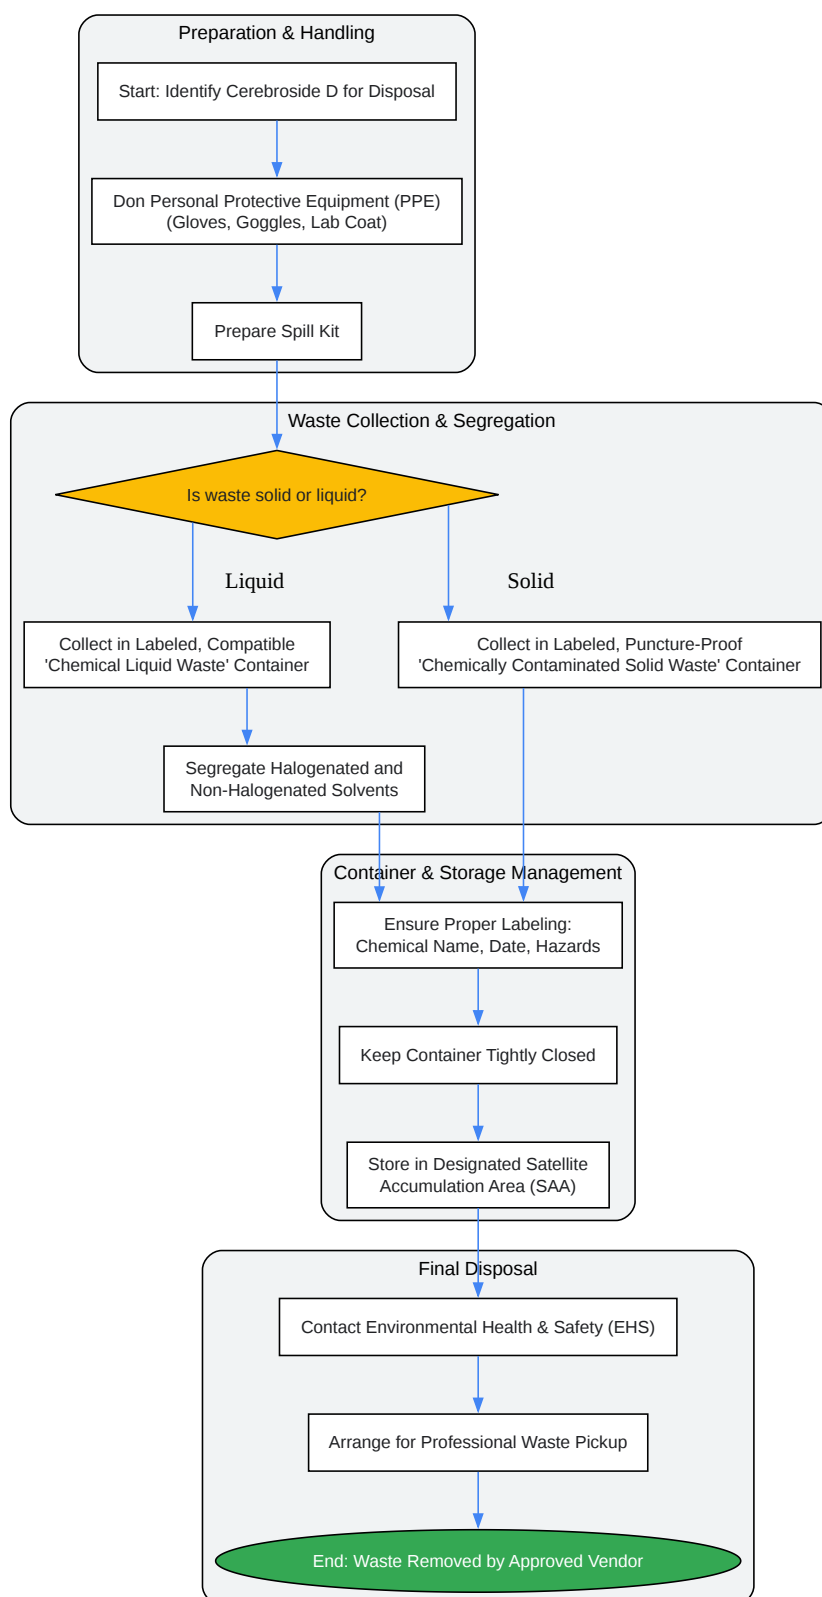 Preparation & Handling
Start: Identify Cerebroside D for Disposal
Don Personal Protective Equipment (PPE)
(Gloves, Goggles, Lab Coat)
Prepare Spill Kit
Waste Collection & Segregation
Is waste solid or liquid?
Liquid
Solid
Collect in Labeled, Compatible
'Chemical Liquid Waste' Container
Collect in Labeled, Puncture-Proof
'Chemically Contaminated Solid Waste' Container
Segregate Halogenated and
Non-Halogenated Solvents
Container & Storage Management
Ensure Proper Labeling:
Chemical Name, Date, Hazards
Keep Container Tightly Closed
Store in Designated Satellite
Accumulation Area (SAA)
Final Disposal
Contact Environmental Health & Safety (EHS)
Arrange for Professional Waste Pickup
End: Waste Removed by Approved Vendor